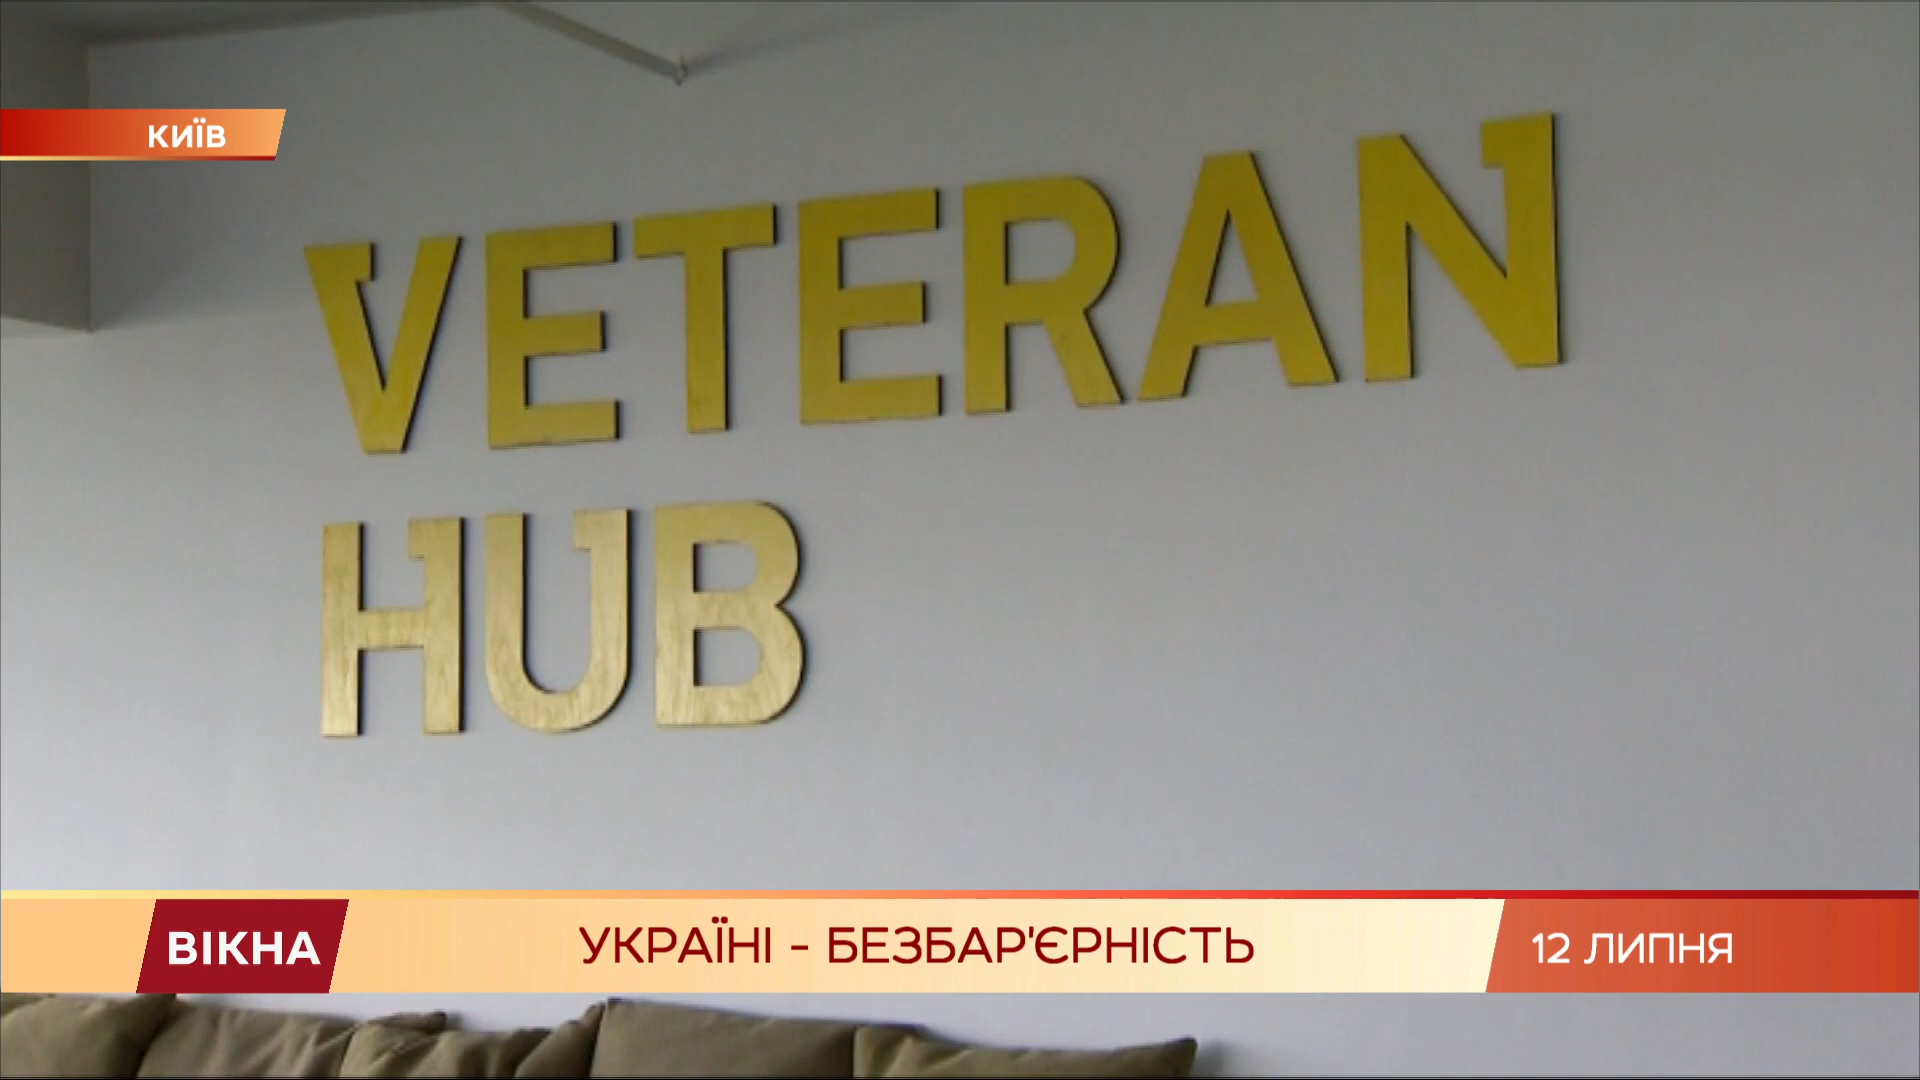 КИЇВ
VETERAN
HUB
ВІКНА
УКРАЇНІ - БЕЗБАР'ЄРНІСТЬ
12 ЛИПНЯ